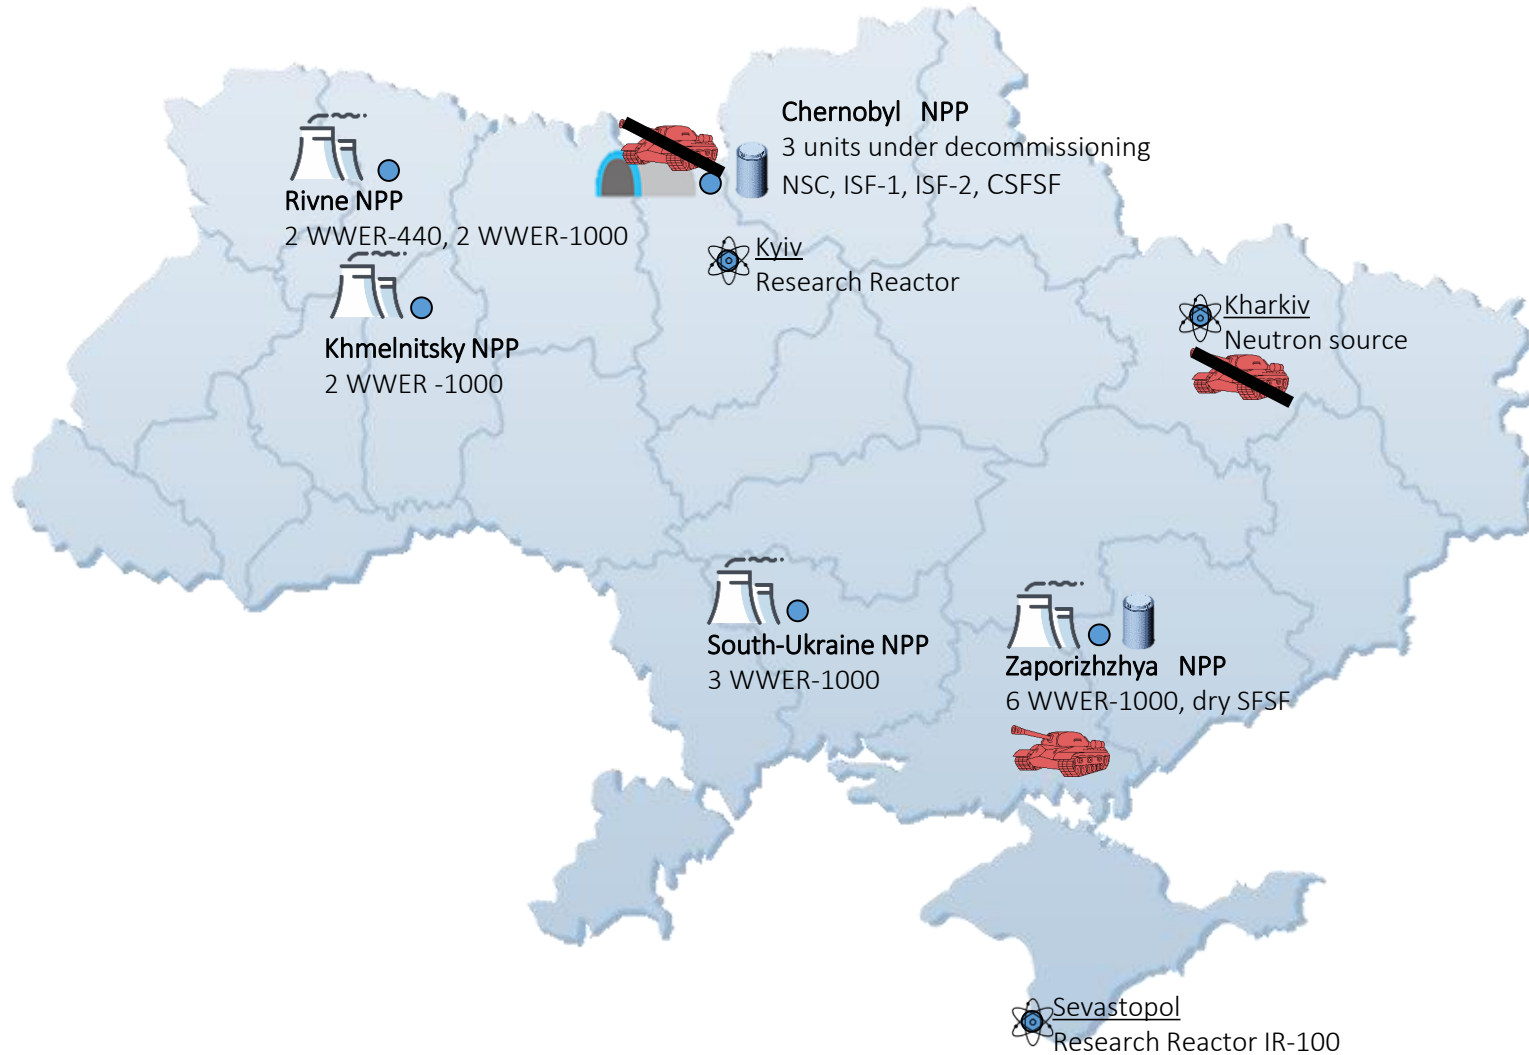 Chernobyl NPP
3 units under decommissioning
NSC, ISF-1, ISF-2, CSFSF
Rivne NPP
2 WWER-440, 2 WWER-1000
Kyiv
Research Reactor
Khmelnitsky NPP
2 WWER -1000
Kharkiv
Neutron source
South-Ukraine NPP
3 WWER-1000
Zaporizhzhya NPP
6 WWER-1000, dry SFSF
Sevastopol
Research Reactor IR-100